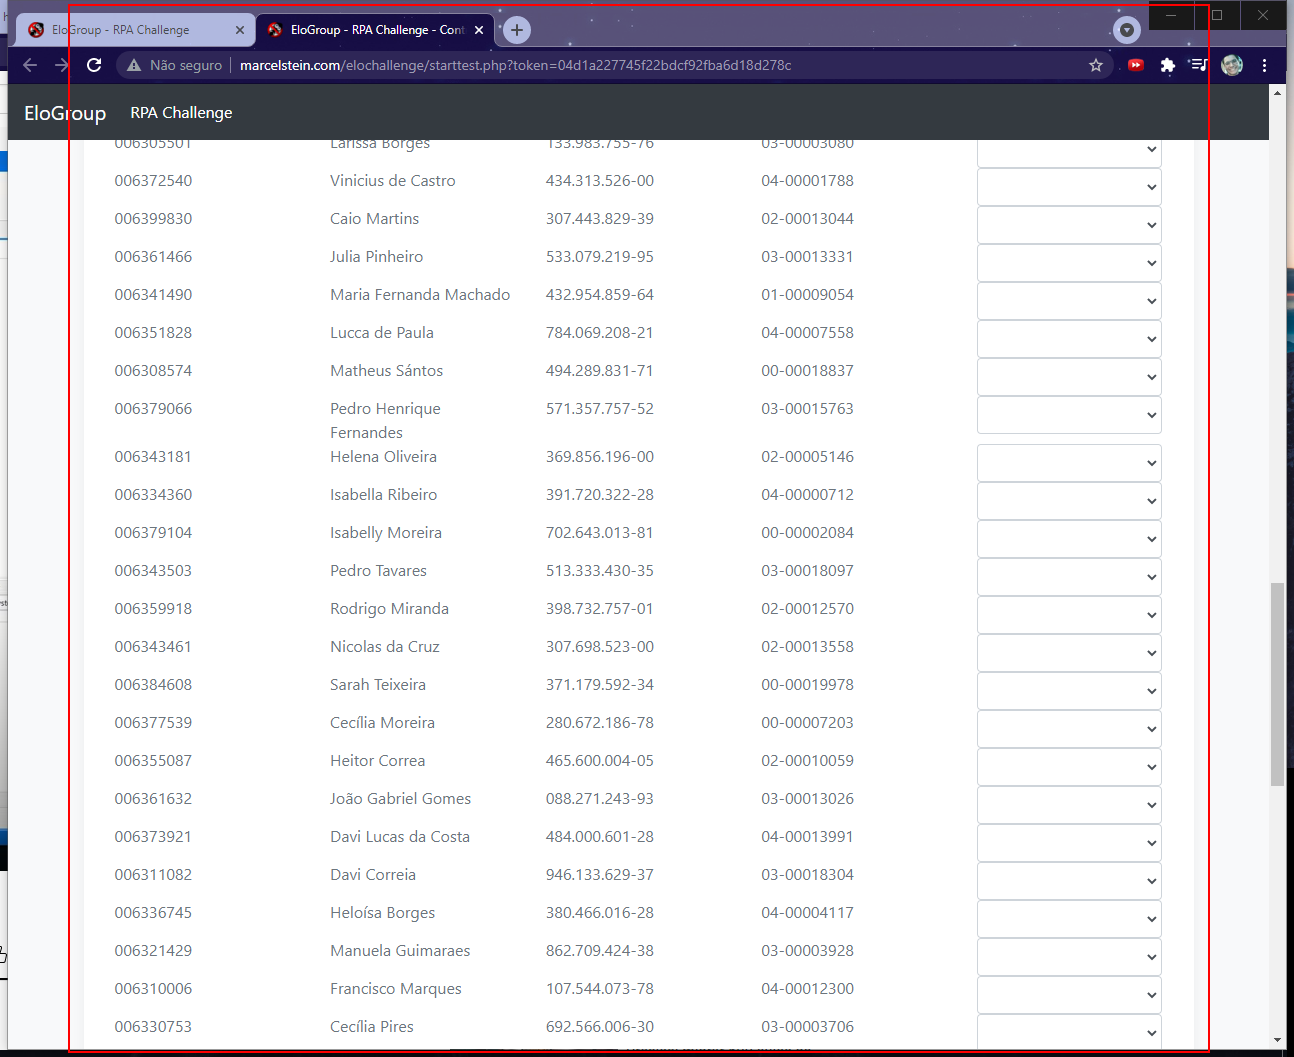 EloGroup - RPA Challenge
EloGroup - RPA Challenge - Cont
Não seguro
marcelstein.com/elochallenge/starttest.php?token=04d1a227745f22bdcf92fba6d18d278c
EloGroup RPA Challenge
006305501 Larissa Borges 133.983.755-76 03-00003080
006372540 Vinicius de Castro 434.313.526-00 04-00001788
006399830 Caio Martins 307.443.829-39 02-00013044
006361466 Julia Pinheiro 533.079.219-95 03-00013331
006341490 Maria Fernanda Machado 432.954.859-64 01-00009054
006351828 Lucca de Paula 784.069.208-21 04-00007558
006308574 Matheus Sántos 494.289.831-71 00-00018837
006379066 Pedro Henrique 571.357.757-52 03-00015763
Fernandes
006343181 Helena Oliveira 369.856.196-00 02-00005146
006334360 Isabella Ribeiro 391.720.322-28 04-00000712
006379104 Isabelly Moreira 702.643.013-81 00-00002084
006343503 Pedro Tavares 513.333.430-35 03-00018097
006359918 Rodrigo Miranda 398.732.757-01 02-00012570
006343461 Nicolas da Cruz 307.698.523-00 02-00013558
006384608 Sarah Teixeira 371.179.592-34 00-00019978
006377539 Cecília Moreira 280.672.186-78 00-00007203
006355087 Heitor Correa 465.600.004-05 02-00010059
006361632 João Gabriel Gomes 088.271.243-93 03-00013026
006373921 Davi Lucas da Costa 484.000.601-28 04-00013991
006311082 Davi Correia 946.133.629-37 03-00018304
006336745 Heloísa Borges 380.466.016-28 04-00004117
006321429 Manuela Guimaraes 862.709.424-38 03-00003928
006310006 Francisco Marques 107.544.073-78 04-00012300
006330753 Cecília Pires 692.566.006-30 03-00003706